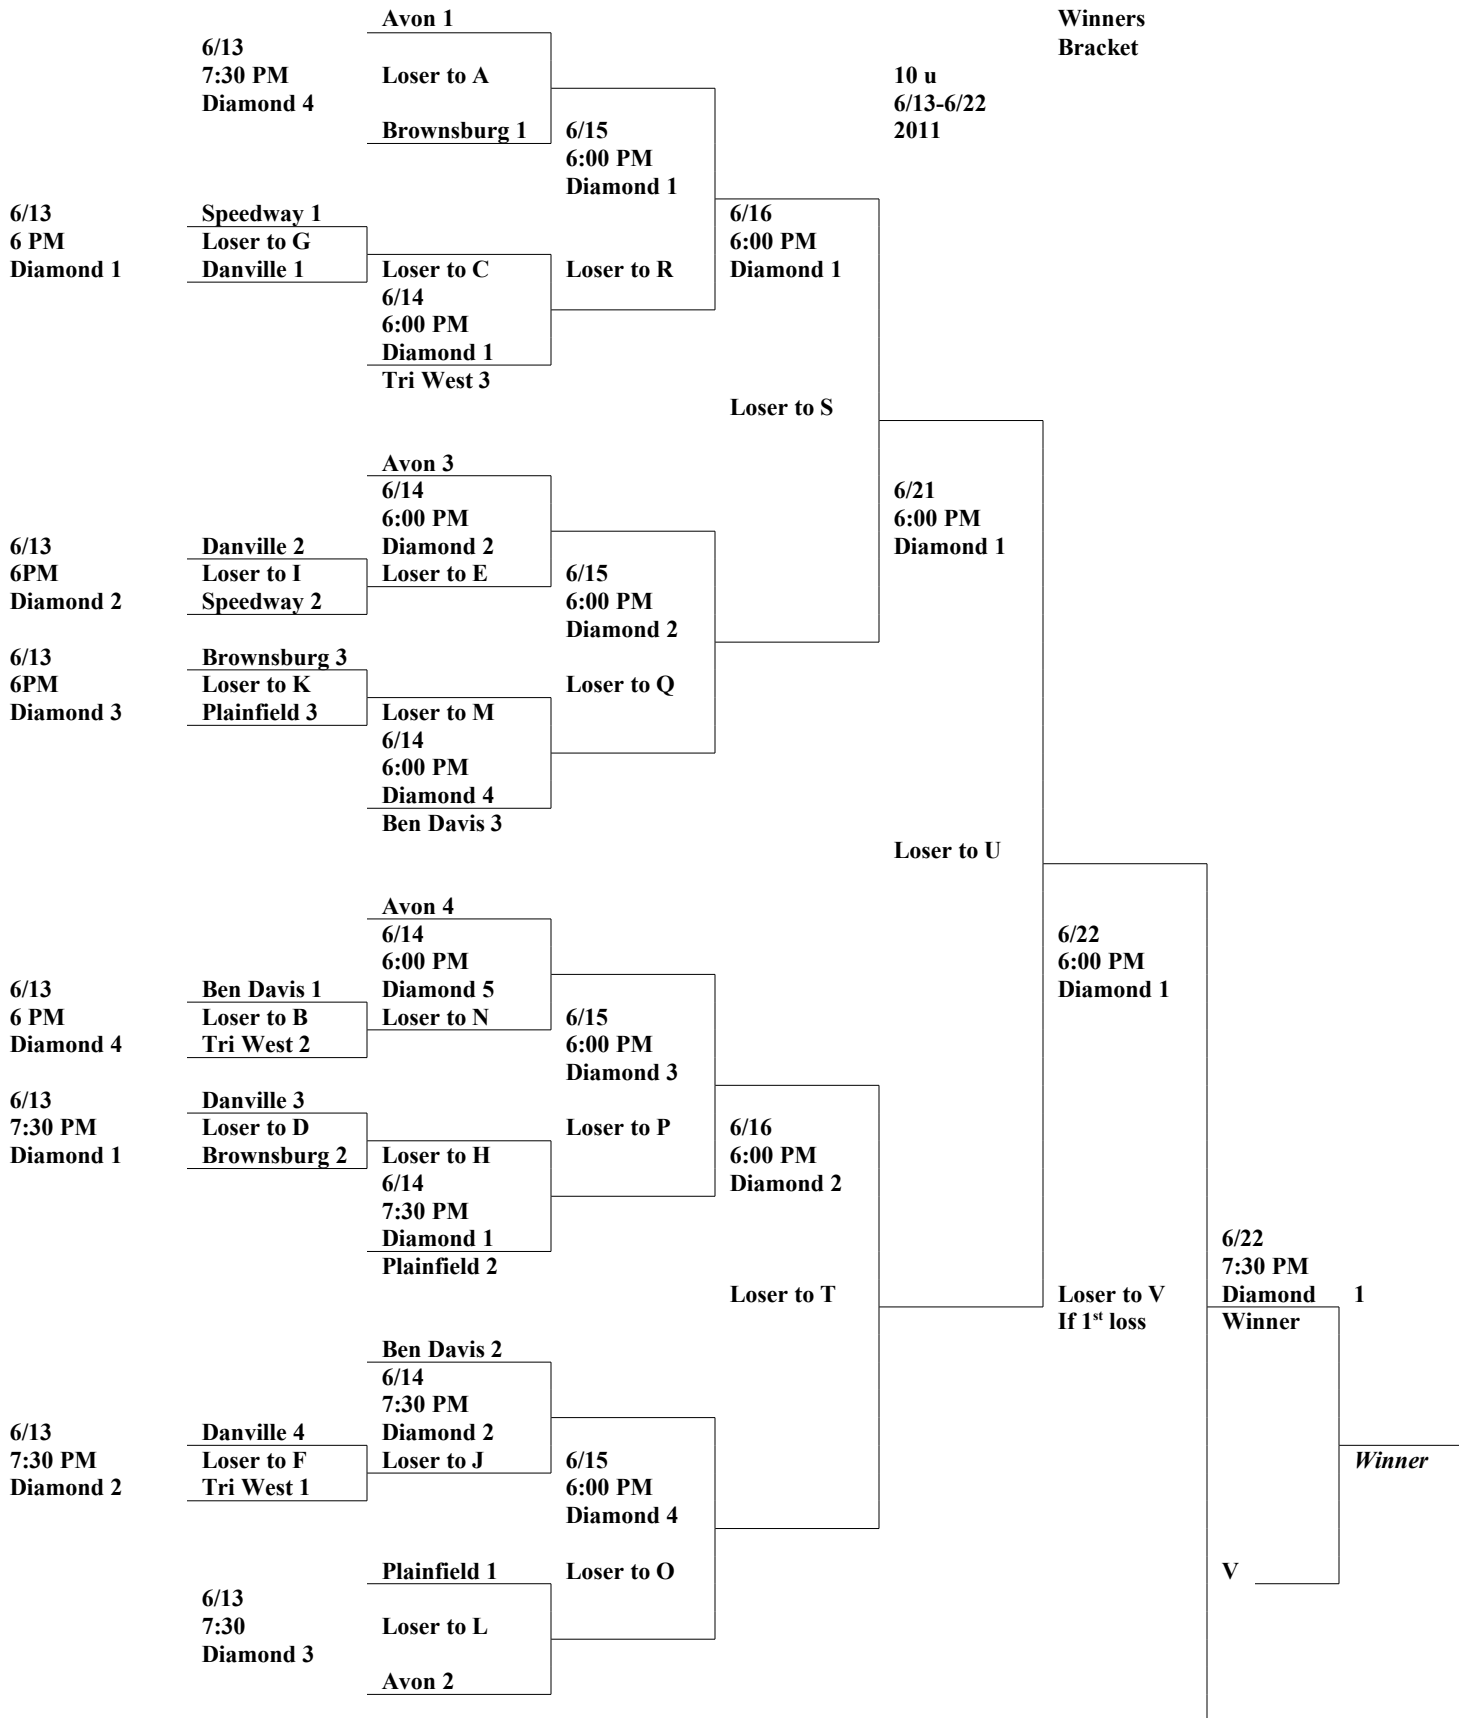 Avon 1
Winners
Bracket
6/13
7:30 PM
Diamond 4
Loser to A
10 u
6/13-6/22
2011
Brownsburg 1
6/15
6:00 PM
Diamond 1
6/13
6 PM
Diamond 1
Speedway 1
Loser to G
Danville 1
Loser to C
6/14
6:00 PM
Diamond 1
Tri West 3
Loser to R
6/16
6:00 PM
Diamond 1
Loser to S
Avon 3
6/14
6:00 PM
Diamond 2
Loser to E
6/21
6:00 PM
Diamond 1
6/13
6PM
Diamond 2
Danville 2
Loser to I
Speedway 2
6/15
6:00 PM
Diamond 2
6/13
6PM
Diamond 3
Brownsburg 3
Loser to K
Plainfield 3
Loser to Q
Loser to M
6/14
6:00 PM
Diamond 4
Ben Davis 3
Loser to U
Avon 4
6/14
6:00 PM
Diamond 5
Loser to N
6/22
6:00 PM
Diamond 1
6/13
6 PM
Diamond 4
Ben Davis 1
Loser to B
Tri West 2
6/15
6:00 PM
Diamond 3
6/13
7:30 PM
Diamond 1
Danville 3
Loser to D
Brownsburg 2
Loser to P
6/16
6:00 PM
Diamond 2
Loser to H
6/14
7:30 PM
Diamond 1
Plainfield 2
6/22
7:30 PM
Diamond 1
Winner
Loser to T
Loser to V
If 1st loss
Ben Davis 2
6/14
7:30 PM
Diamond 2
Loser to J
6/13
7:30 PM
Diamond 2
Danville 4
Loser to F
Tri West 1
6/15
6:00 PM
Diamond 4
Winner
Plainfield 1
Loser to O
V
6/13
7:30
Diamond 3
Loser to L
Avon 2